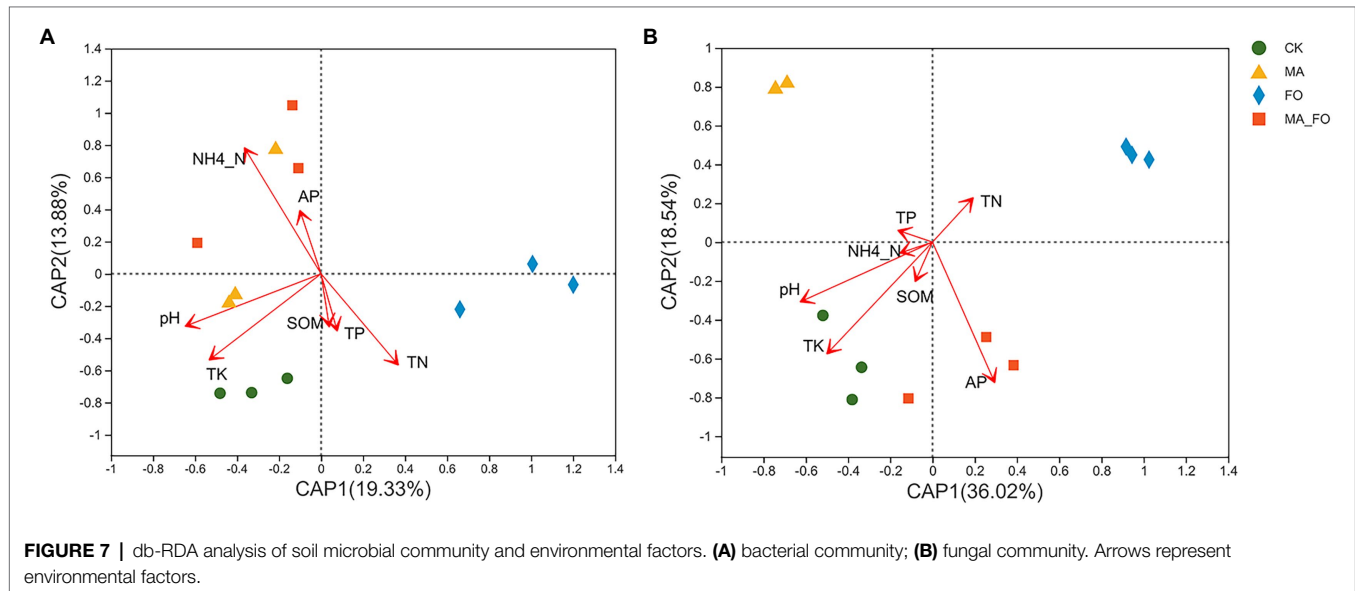 A
1.4
1.2
1
0.8
0.6
0.4
0.2
0
-0.2
-0.4
-0.6
-0.8
-1
CAP2(13.88%)
NH4_N
AP
pH
SOM
TP
TK
TN
-1 -0.8 -0.6 -0.4 -0.2 0 0.2 0.4 0.6 0.8 1 1.2 1.4
CAP1(19.33%)
B
1
0.8
0.6
0.4
0.2
0
-0.2
-0.4
-0.6
-0.8
-1
CAP2(18.54%)
TN
TP
NH4_N
pH
SOM
TK
AP
-1 -0.8 -0.6 -0.4 -0.2 0 0.2 0.4 0.6 0.8 1 1.2 1.4
CAP1(36.02%)
CK
MA
FO
MA_FO
FIGURE 7 | db-RDA analysis of soil microbial community and environmental factors. (A) bacterial community; (B) fungal community. Arrows represent
environmental factors.